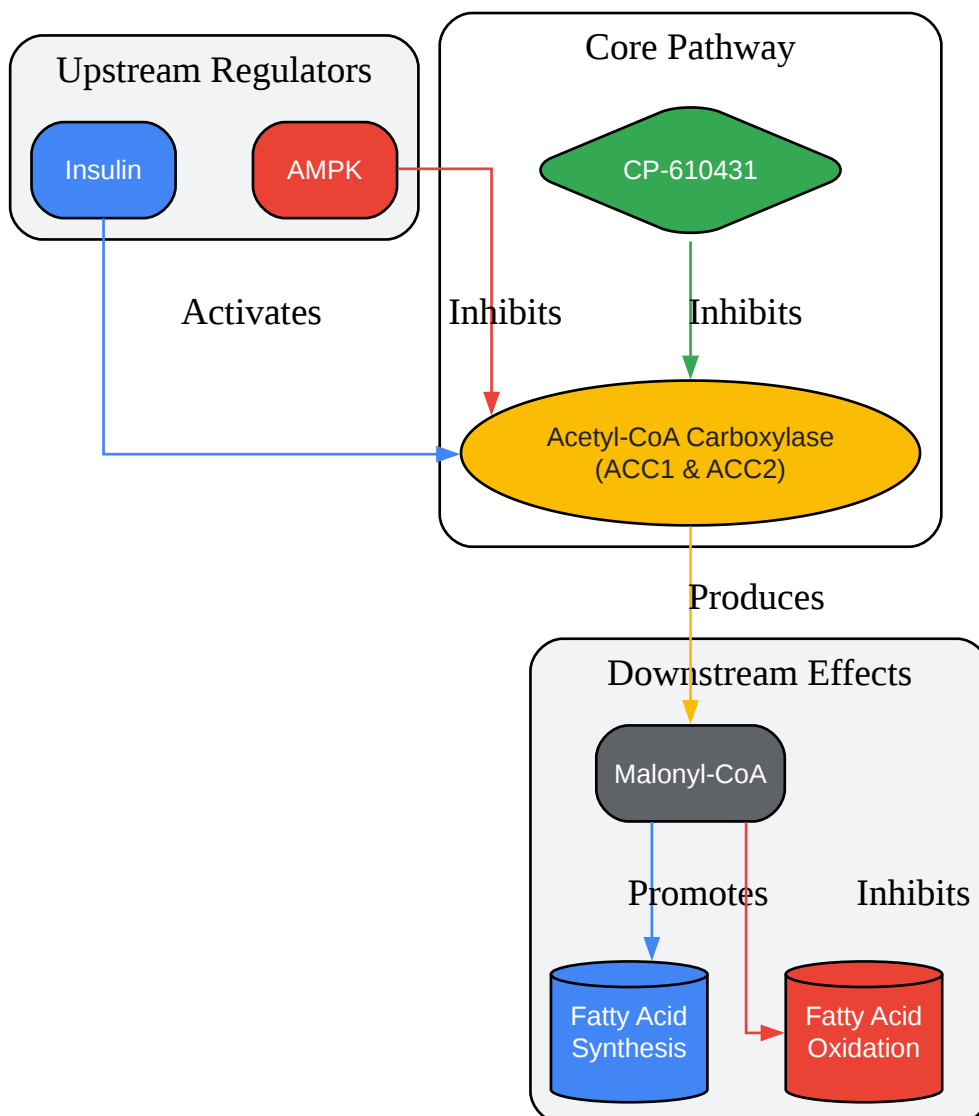 Core Pathway
Upstream Regulators
Insulin
AMPK
CP-610431
Activates
Inhibits
Inhibits
Acetyl-CoA Carboxylase
(ACC1 & ACC2)
Produces
Downstream Effects
Malonyl-CoA
Promotes
Inhibits
Fatty Acid
Synthesis
Fatty Acid
Oxidation